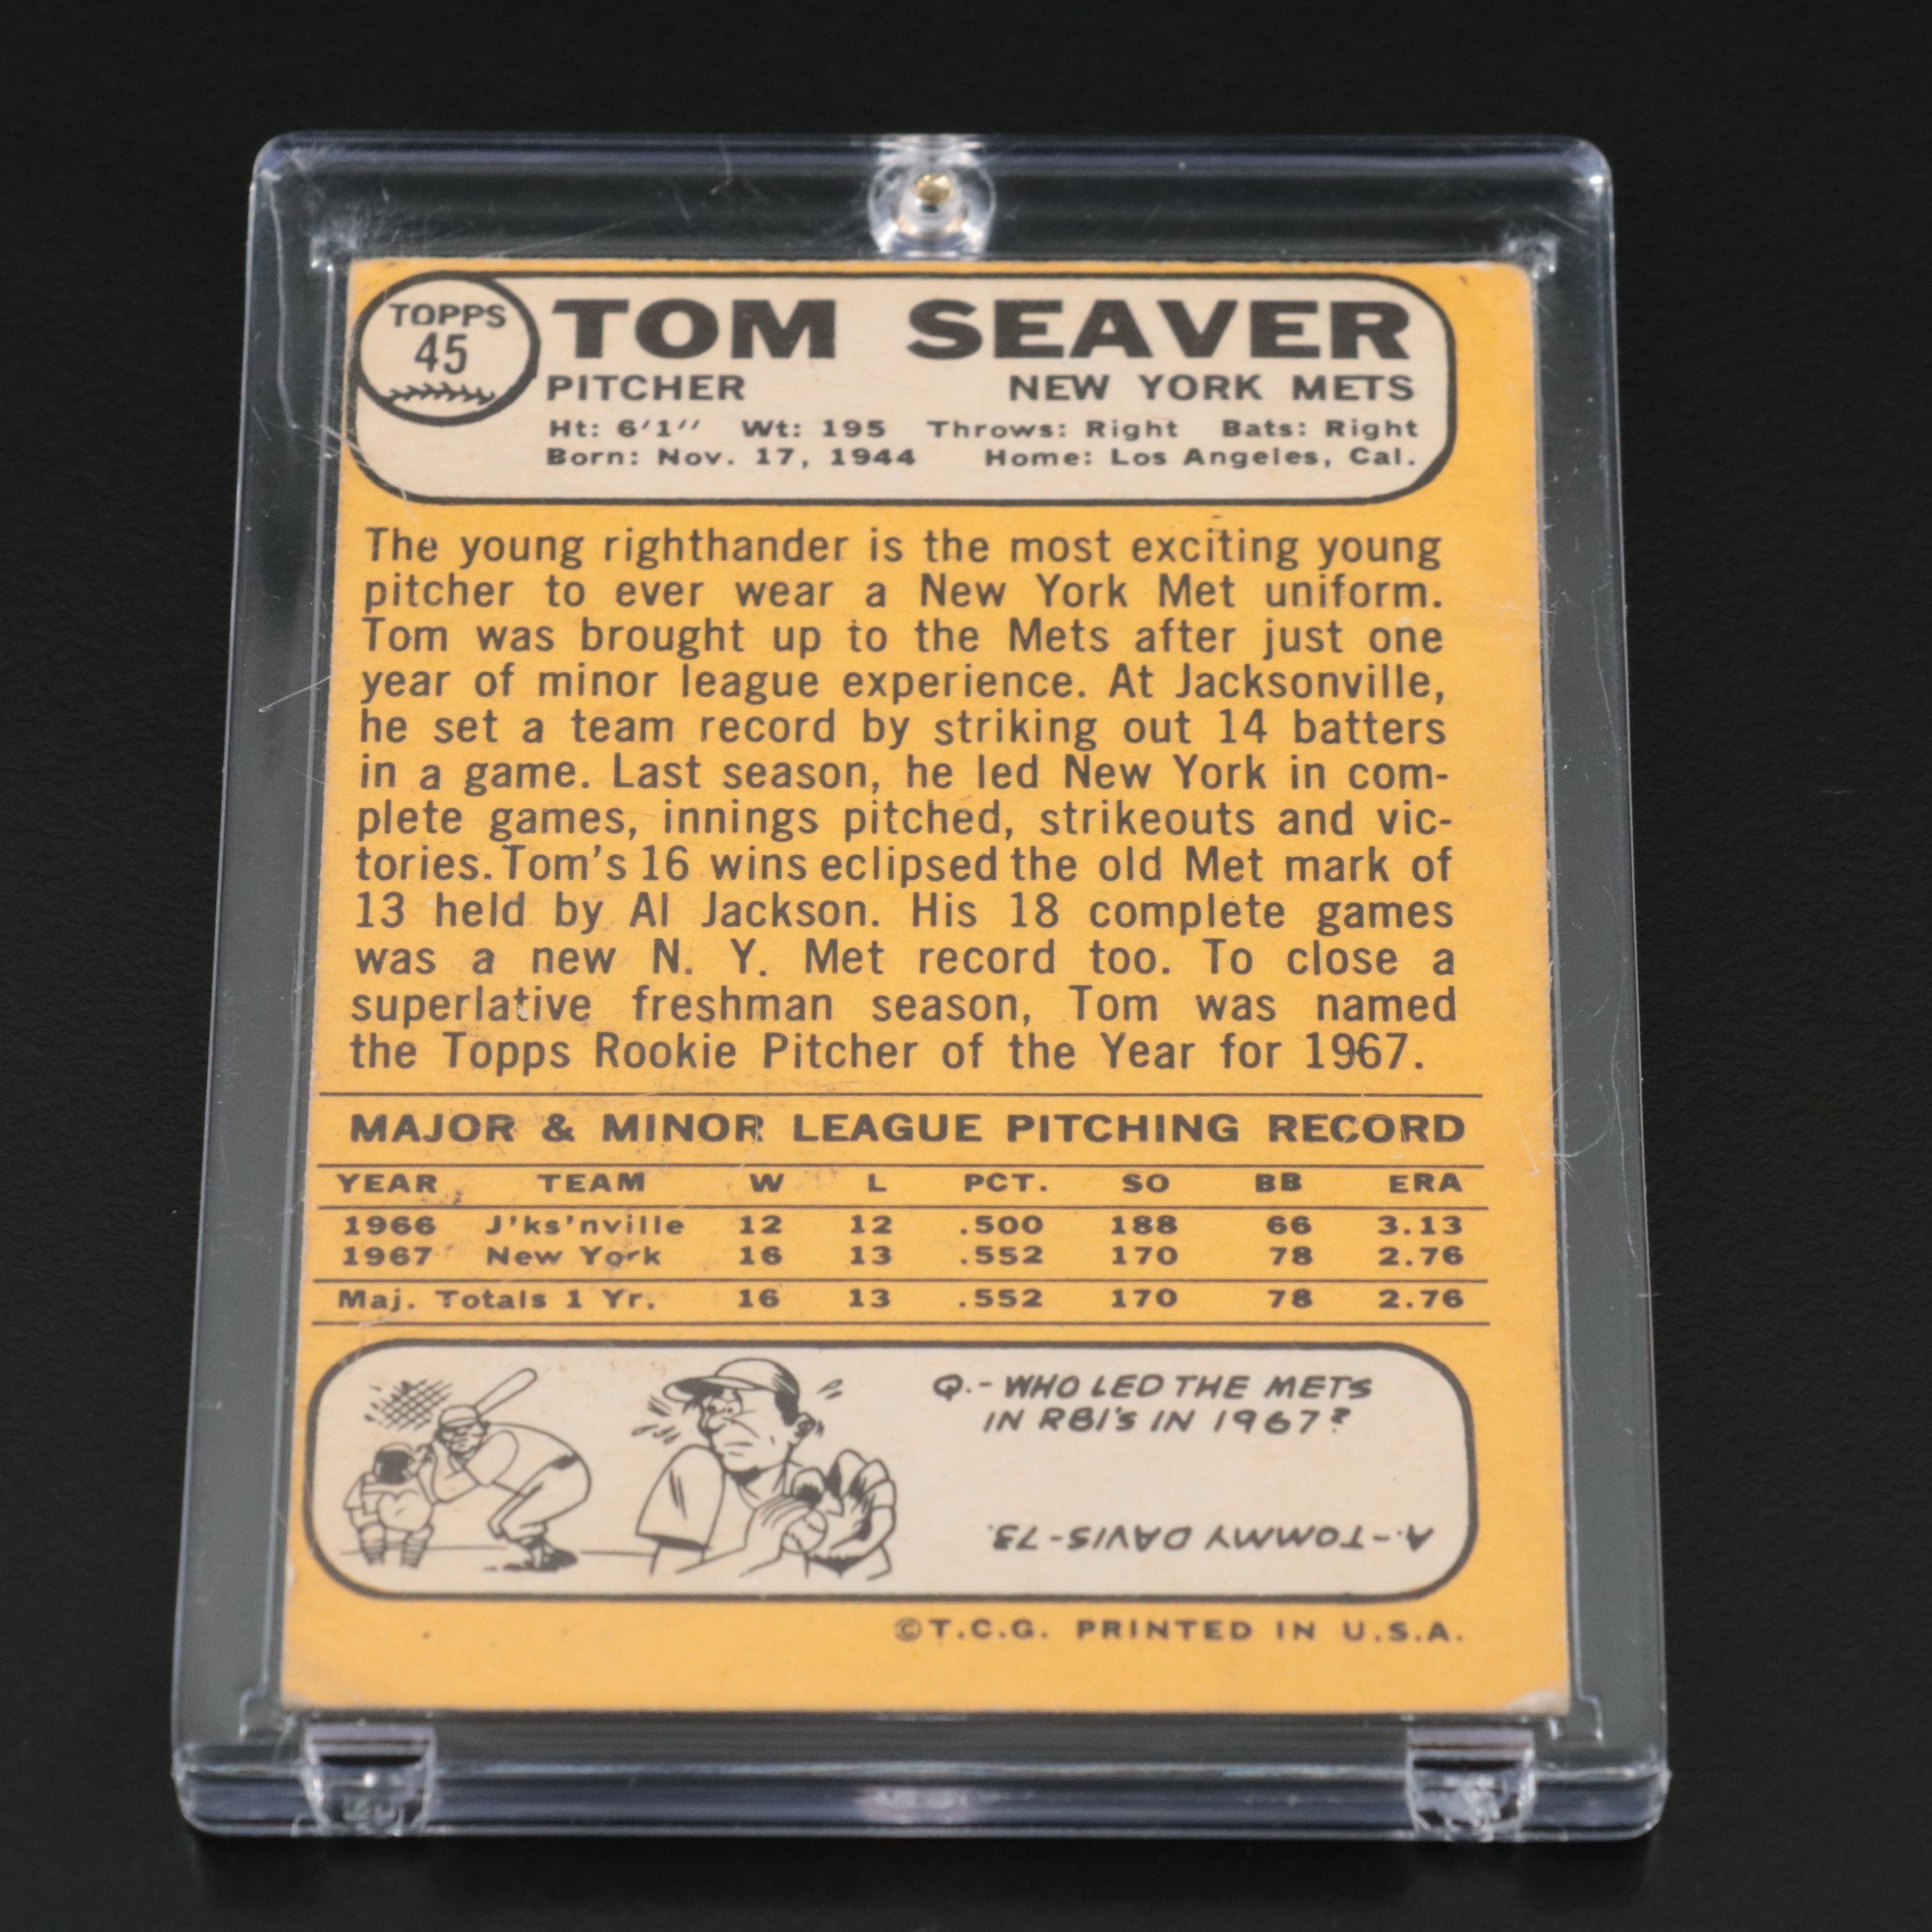 TOPPS
45
TOM SEAVER
PITCHER NEW YORK METS
Ht: 6'1'' Wt: 195 Throws: Right Bats: Right
Born: Nov. 17, 1944 Home: Los Angeles, Cal.
The young righthander is the most exciting young
pitcher to ever wear a New York Met uniform.
Tom was brought up to the Mets after just one
year of minor league experience. At Jacksonville,
he set a team record by striking out 14 batters
in a game. Last season, he led New York in com-
plete games, innings pitched, strikeouts and vic-
tories. Tom's 16 wins eclipsed the old Met mark of
13 held by Al Jackson. His 18 complete games
was a new N. Y. Met record too. To close a
superlative freshman season, Tom was named
the Topps Rookie Pitcher of the Year for 1967.
MAJOR & MINOR LEAGUE PITCHING RECORD
YEAR TEAM W L PCT. SO BB ERA
1966 J'ks'nville 12 12 .500 188 66 3.13
1967 New York 16 13 .552 170 78 2.76
Maj. Totals 1 Yr. 16 13 .552 170 78 2.76
Q.- WHO LED THE METS
IN RBI'S IN 1967?
A.-TOMMY DAVIS-73.
©T.C.G. PRINTED IN U.S.A.